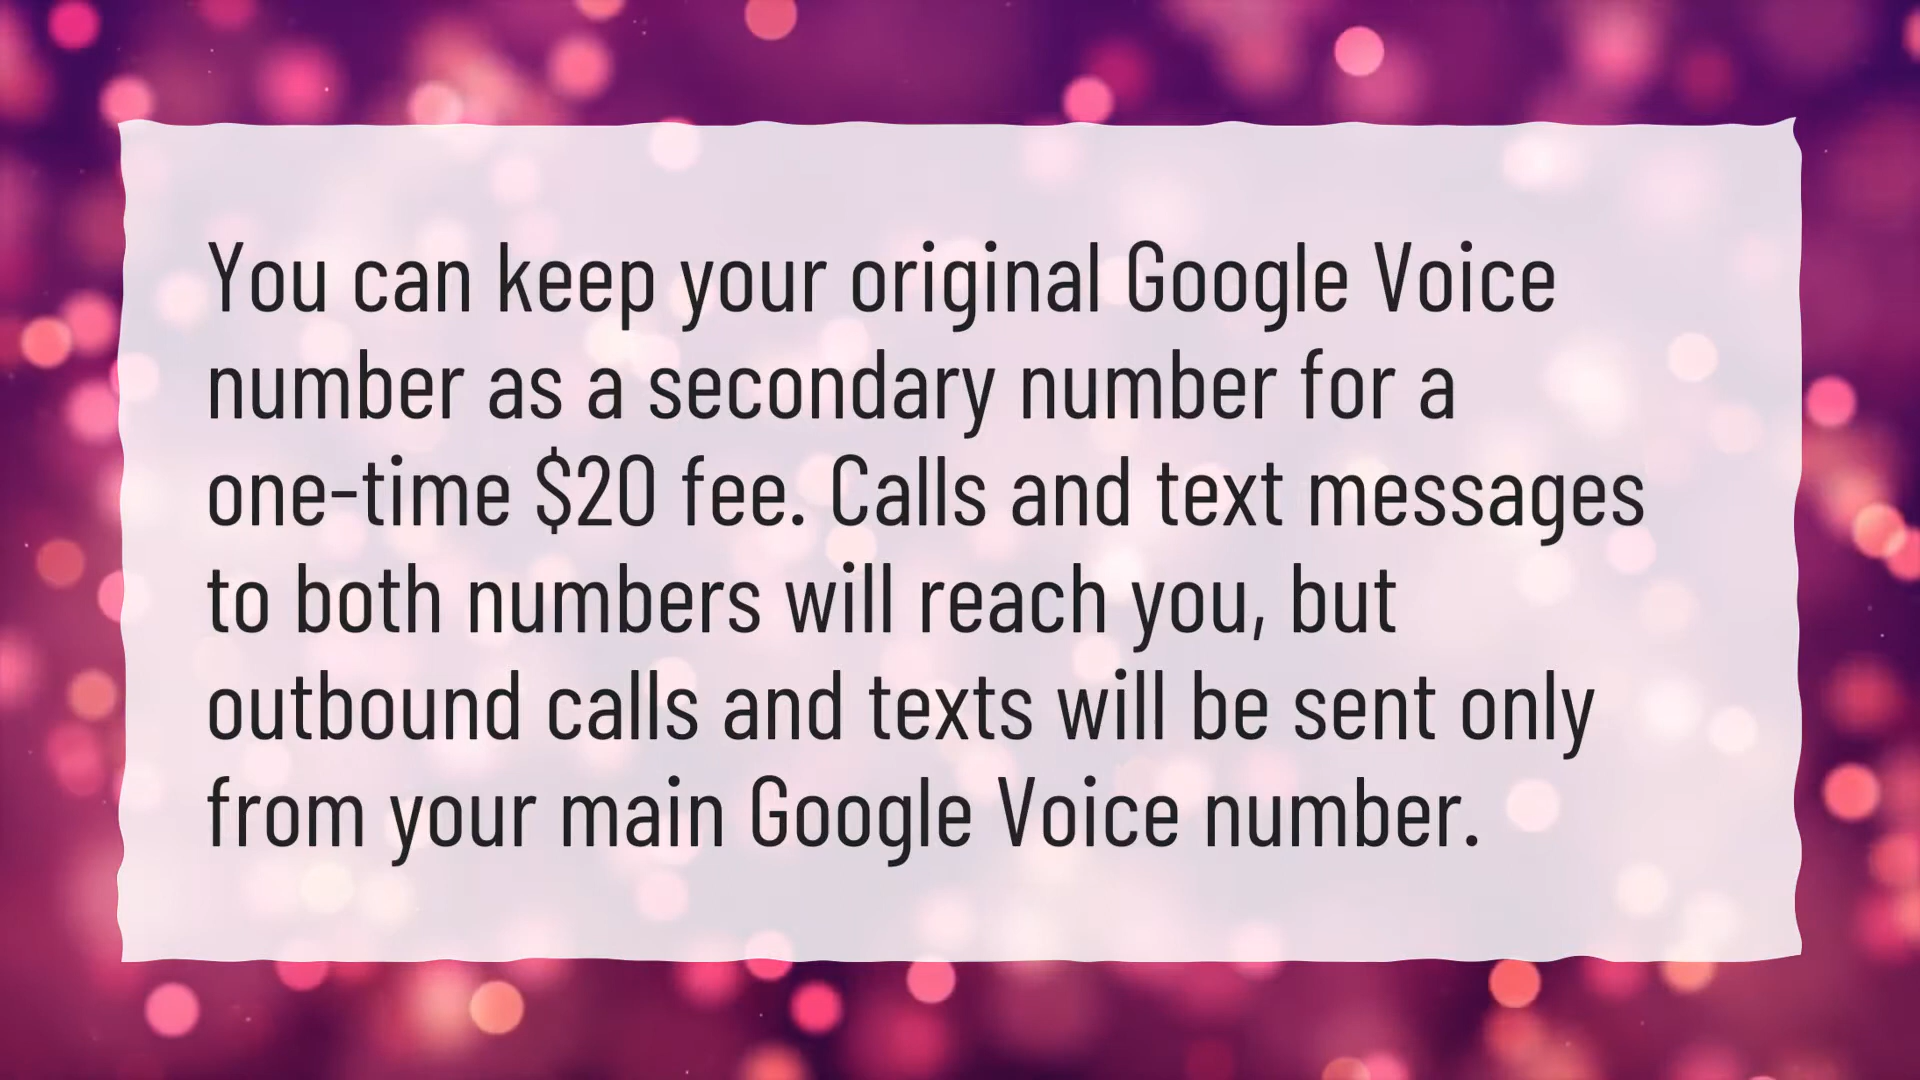 You can keep your original Google Voice
number as a secondary number for a
one-time $20 fee. Calls and text messages
to both numbers will reach you, but
outbound calls and texts will be sent only
from your main Google Voice number.